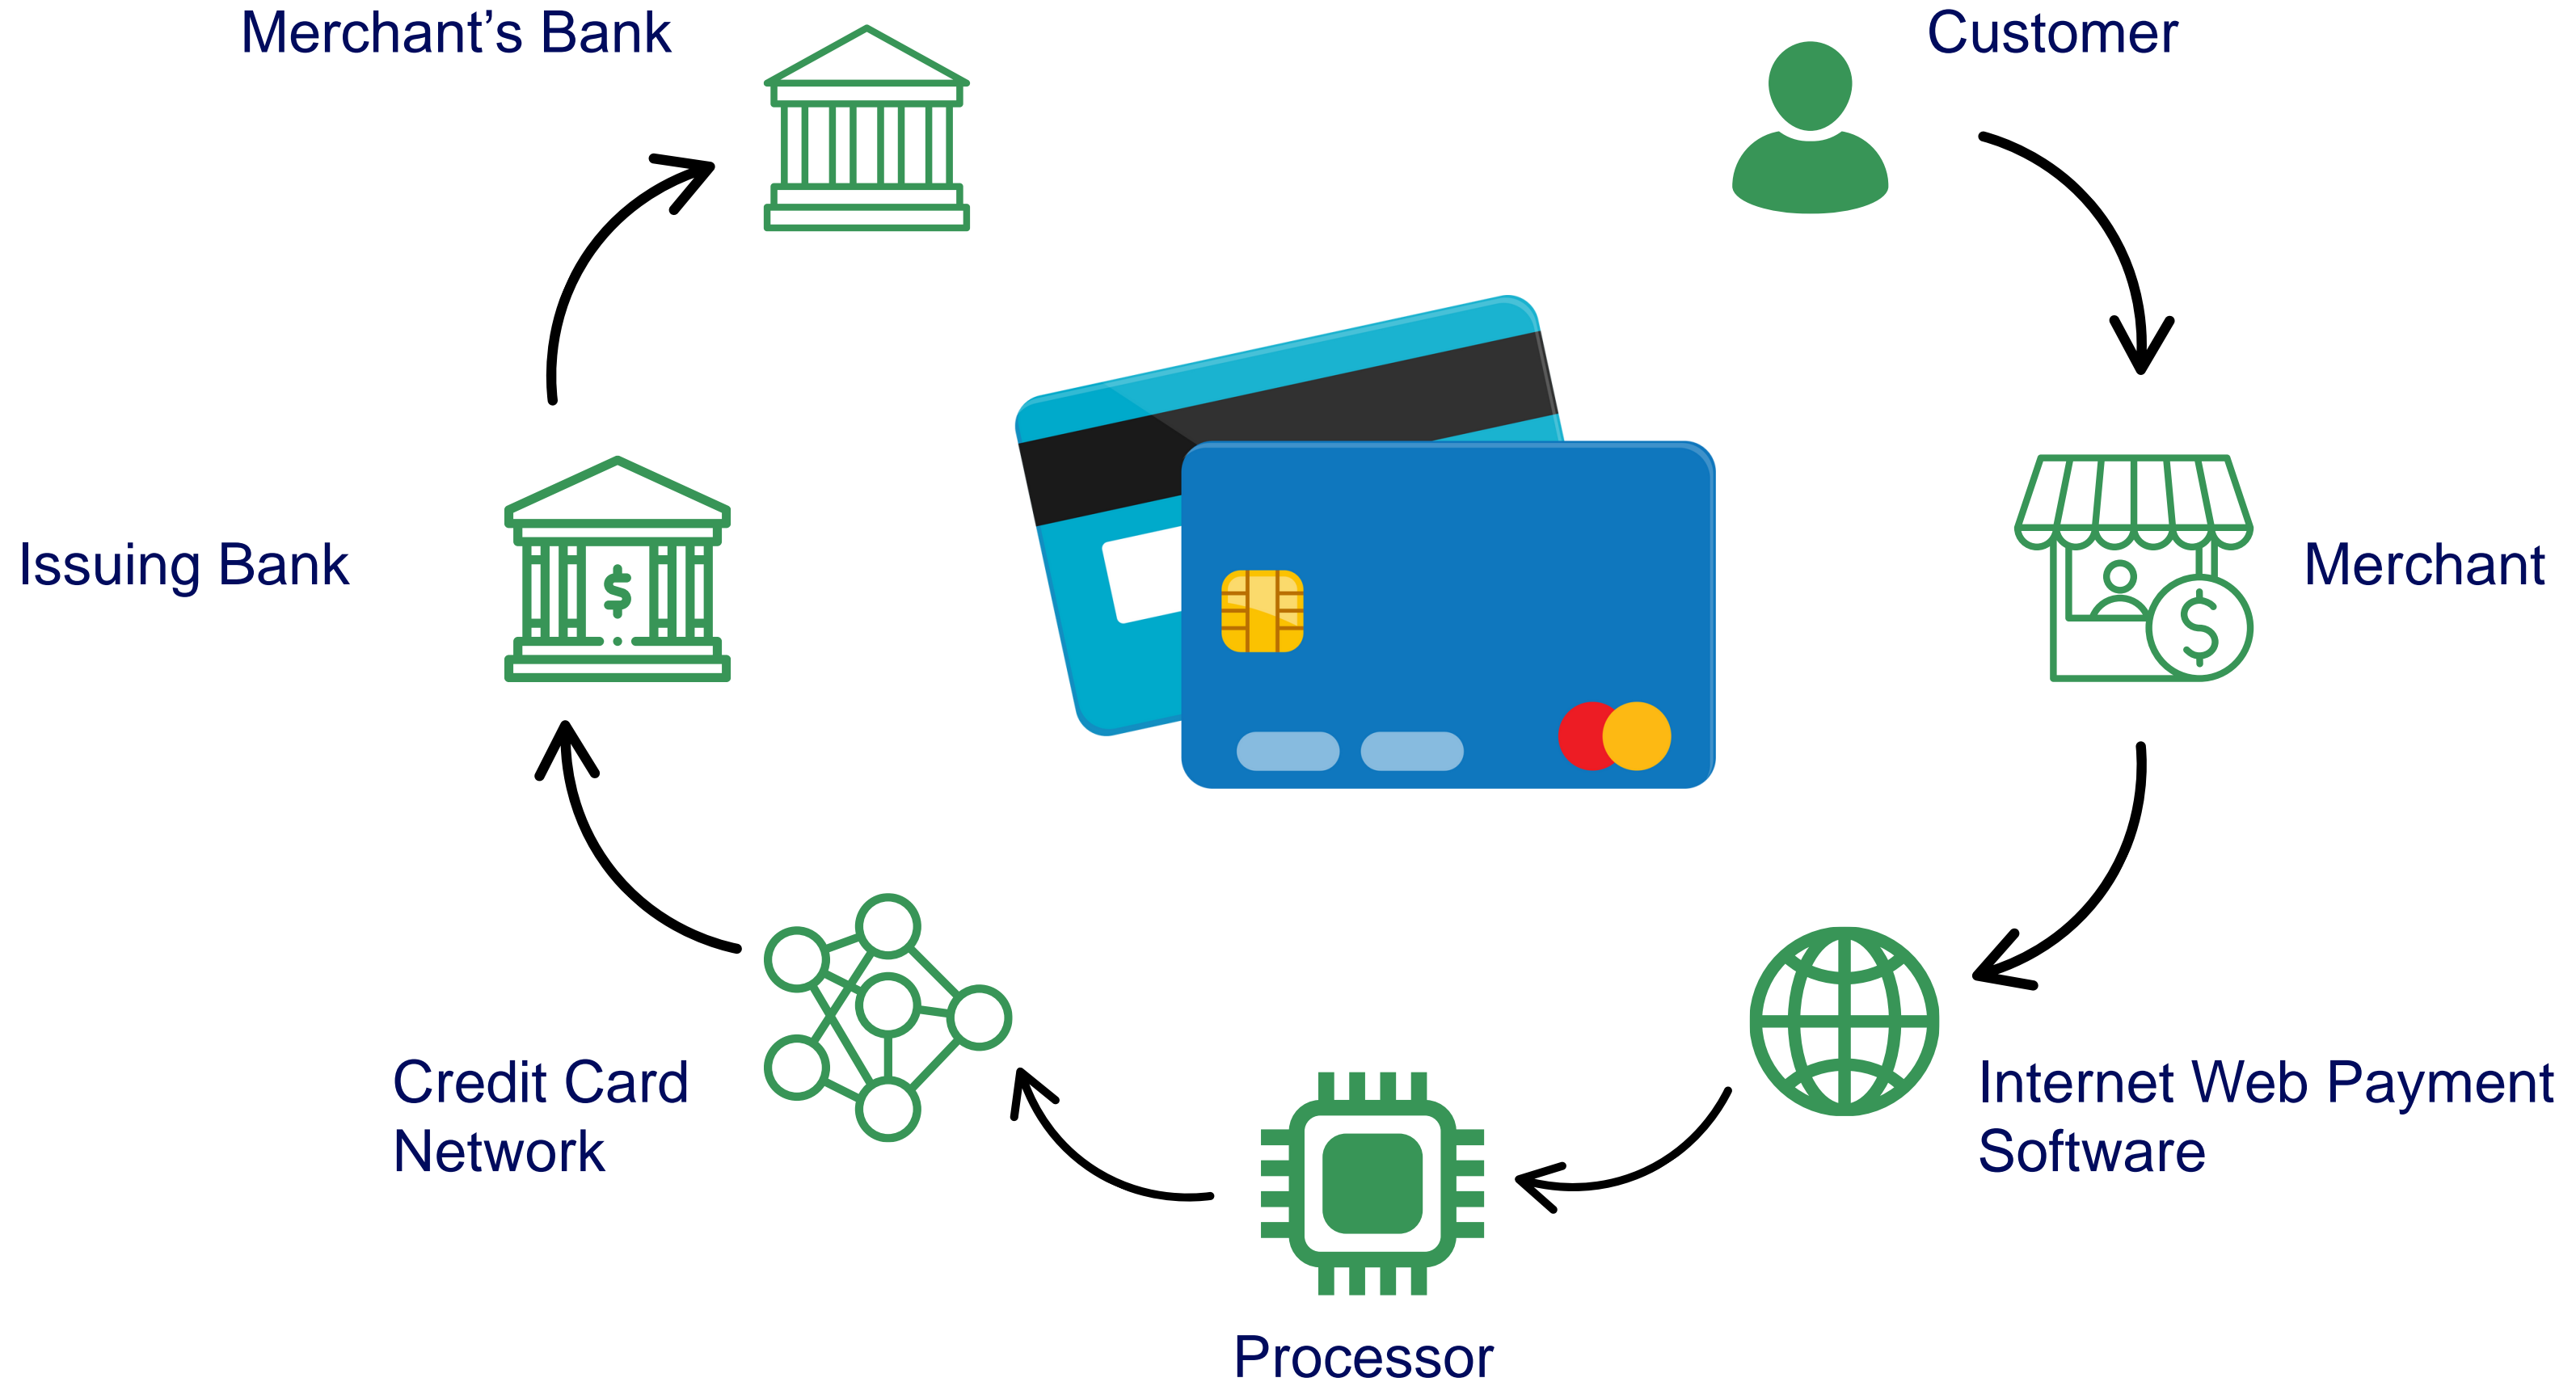 Merchant’s Bank
Customer
Issuing Bank
Merchant
Credit Card
Network
Internet Web Payment
Software
Processor